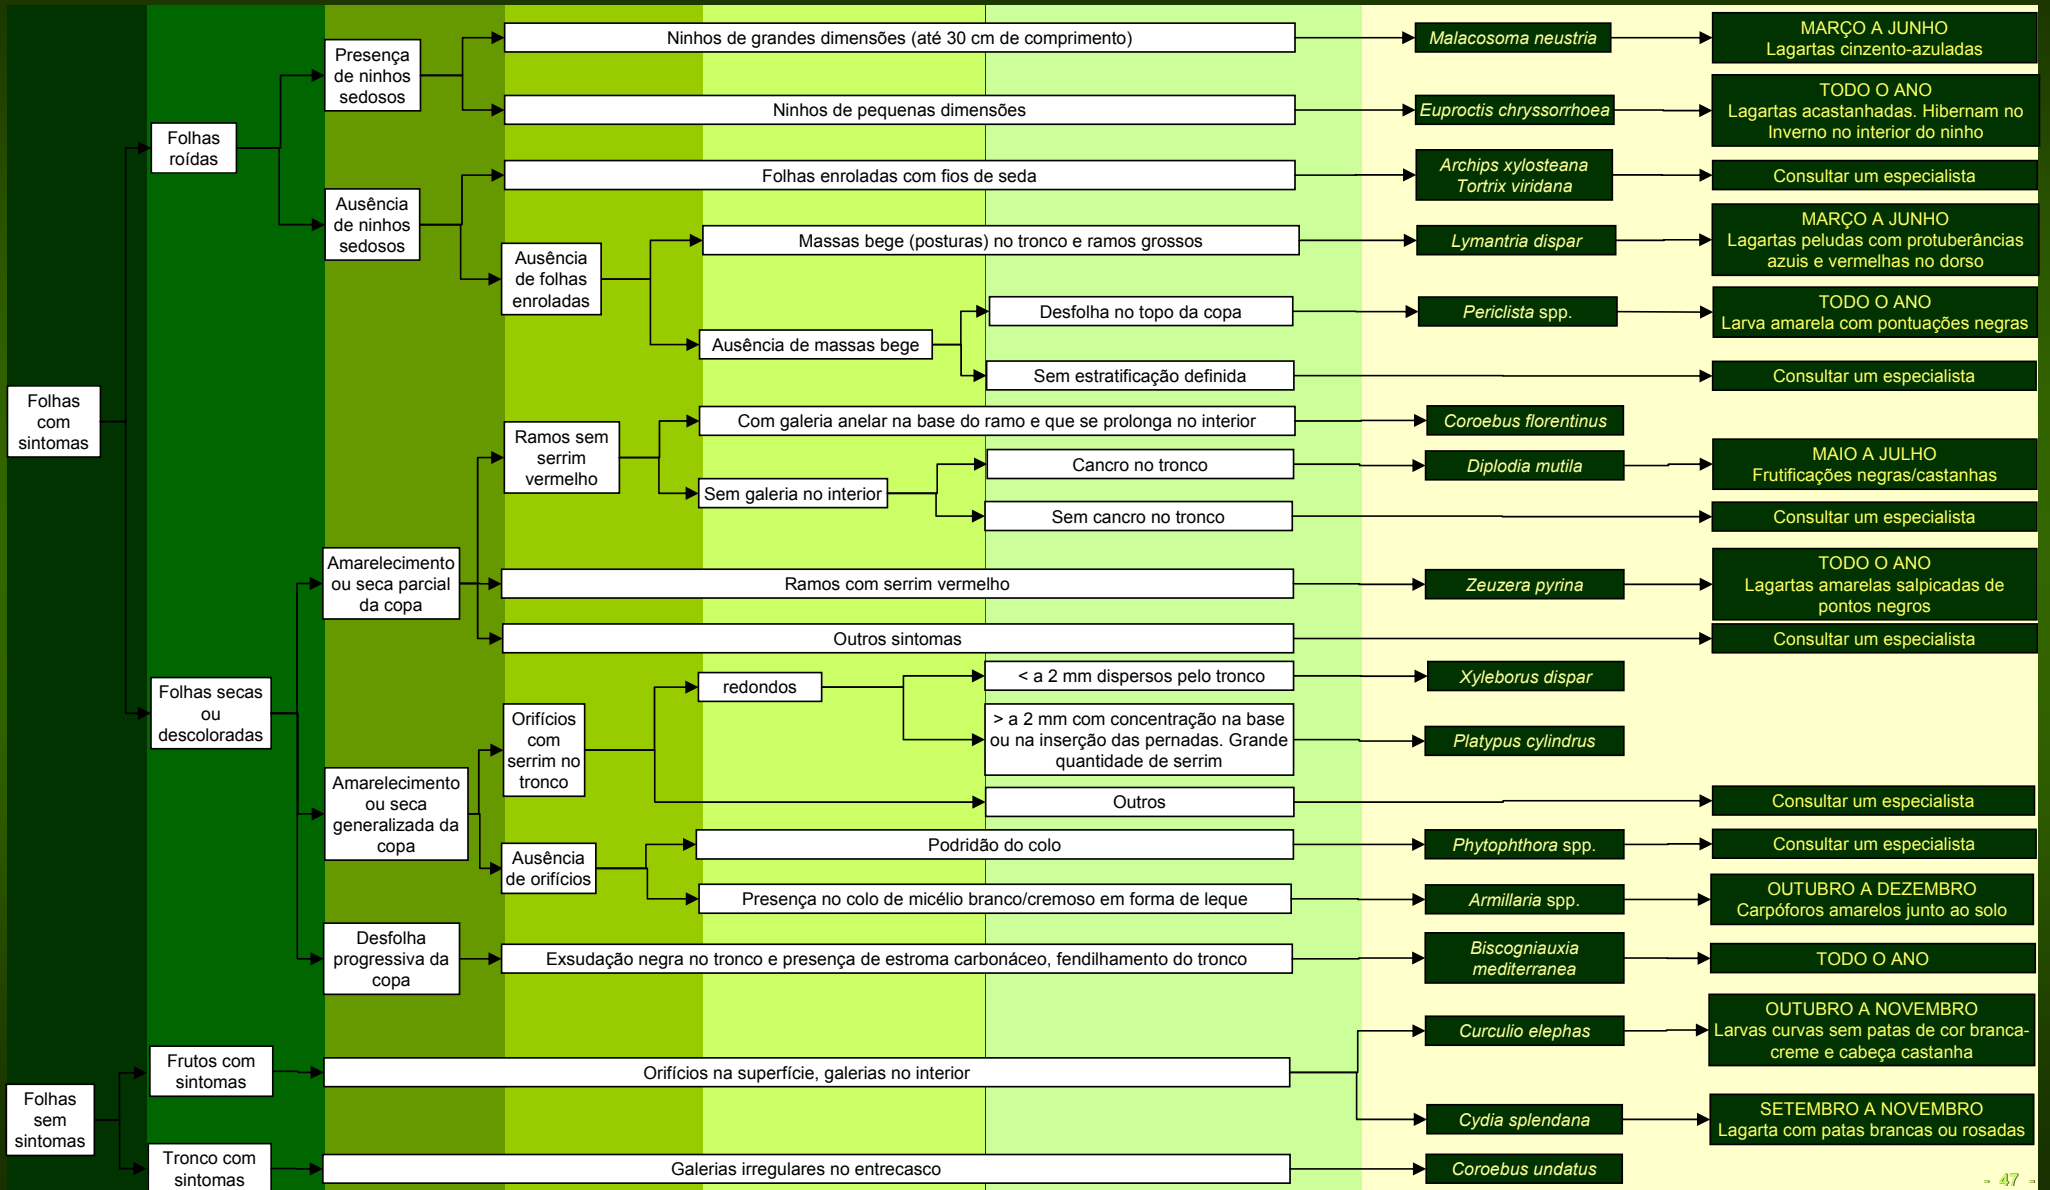 Ninhos de grandes dimensões (até 30 cm de comprimento)
Malacosoma neustria
MARÇO A JUNHO
Lagartas cinzento-azuladas
Presença
de ninhos
sedosos
Ninhos de pequenas dimensões
Euproctis chryssorrhoea
TODO O ANO
Lagartas acastanhadas. Hibernam no
Inverno no interior do ninho
Folhas
roídas
Folhas enroladas com fios de seda
Archips xylosteana
Tortrix viridana
Consultar um especialista
Ausência
de ninhos
sedosos
Massas bege (posturas) no tronco e ramos grossos
Lymantria dispar
MARÇO A JUNHO
Lagartas peludas com protuberâncias
azuis e vermelhas no dorso
Ausência
de folhas
enroladas
Desfolha no topo da copa
Periclista spp.
TODO O ANO
Larva amarela com pontuações negras
Ausência de massas bege
Sem estratificação definida
Consultar um especialista
Folhas
com
sintomas
Com galeria anelar na base do ramo e que se prolonga no interior
Coroebus florentinus
Ramos sem
serrim
vermelho
Cancro no tronco
Diplodia mutila
MAIO A JULHO
Frutificações negras/castanhas
Sem galeria no interior
Sem cancro no tronco
Consultar um especialista
Amarelecimento
ou seca parcial
da copa
Ramos com serrim vermelho
Zeuzera pyrina
TODO O ANO
Lagartas amarelas salpicadas de
pontos negros
Outros sintomas
Consultar um especialista
Folhas secas
ou
descoloradas
redondos
< a 2 mm dispersos pelo tronco
Xyleborus dispar
Orifícios
com
serrim no
tronco
> a 2 mm com concentração na base
ou na inserção das pernadas. Grande
quantidade de serrim
Platypus cylindrus
Amarelecimento
ou seca
generalizada da
copa
Outros
Consultar um especialista
Podridão do colo
Phytophthora spp.
Consultar um especialista
Ausência
de orifícios
Presença no colo de micélio branco/cremoso em forma de leque
Armillaria spp.
OUTUBRO A DEZEMBRO
Carpóforos amarelos junto ao solo
Desfolha
progressiva da
copa
Exsudação negra no tronco e presença de estroma carbonáceo, fendilhamento do tronco
Biscogniauxia
mediterranea
TODO O ANO
Curculio elephas
OUTUBRO A NOVEMBRO
Larvas curvas sem patas de cor branca-
creme e cabeça castanha
Frutos com
sintomas
Orifícios na superfície, galerias no interior
Folhas
sem
sintomas
Cydia splendana
SETEMBRO A NOVEMBRO
Lagarta com patas brancas ou rosadas
Tronco com
sintomas
Galerias irregulares no entrecasco
Coroebus undatus
- 47 -